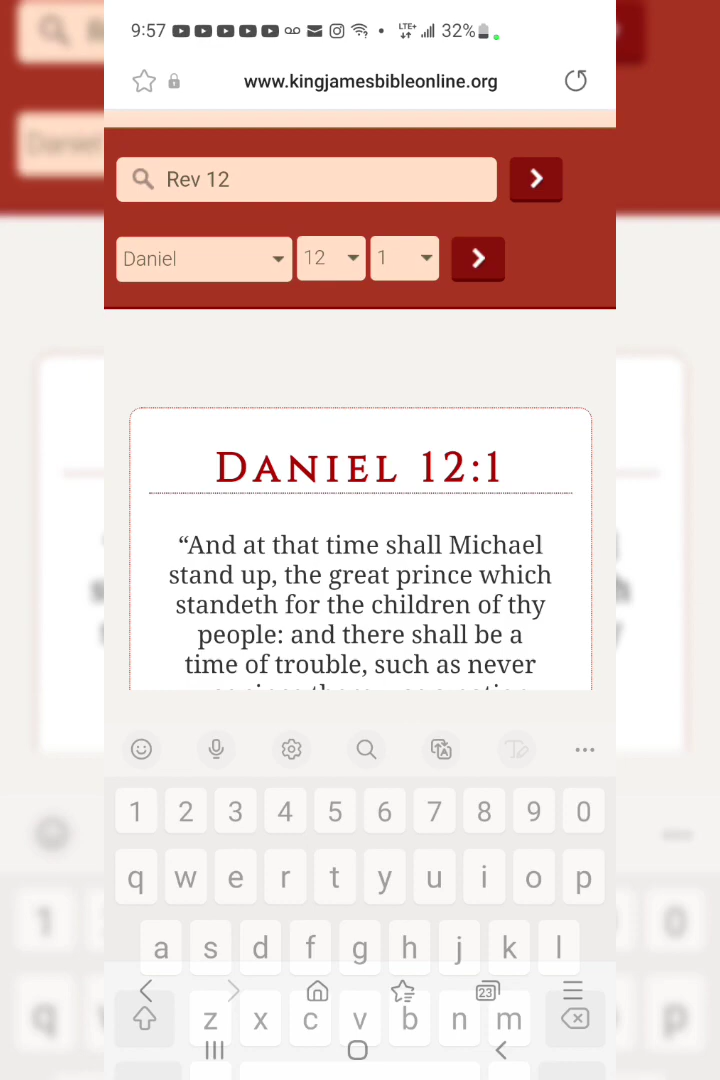 9:57 LTE+ 32%
www.kingjamesbibleonline.org
Rev 12
Daniel 12 1
DANIEL 12:1
“And at that time shall Michael
stand up, the great prince which
standeth for the children of thy
people: and there shall be a
time of trouble, such as never
1 2 3 4 5 6 7 8 9 0
q w e r t y u i o p
a s d f g h j k l
23
z x c v b n m